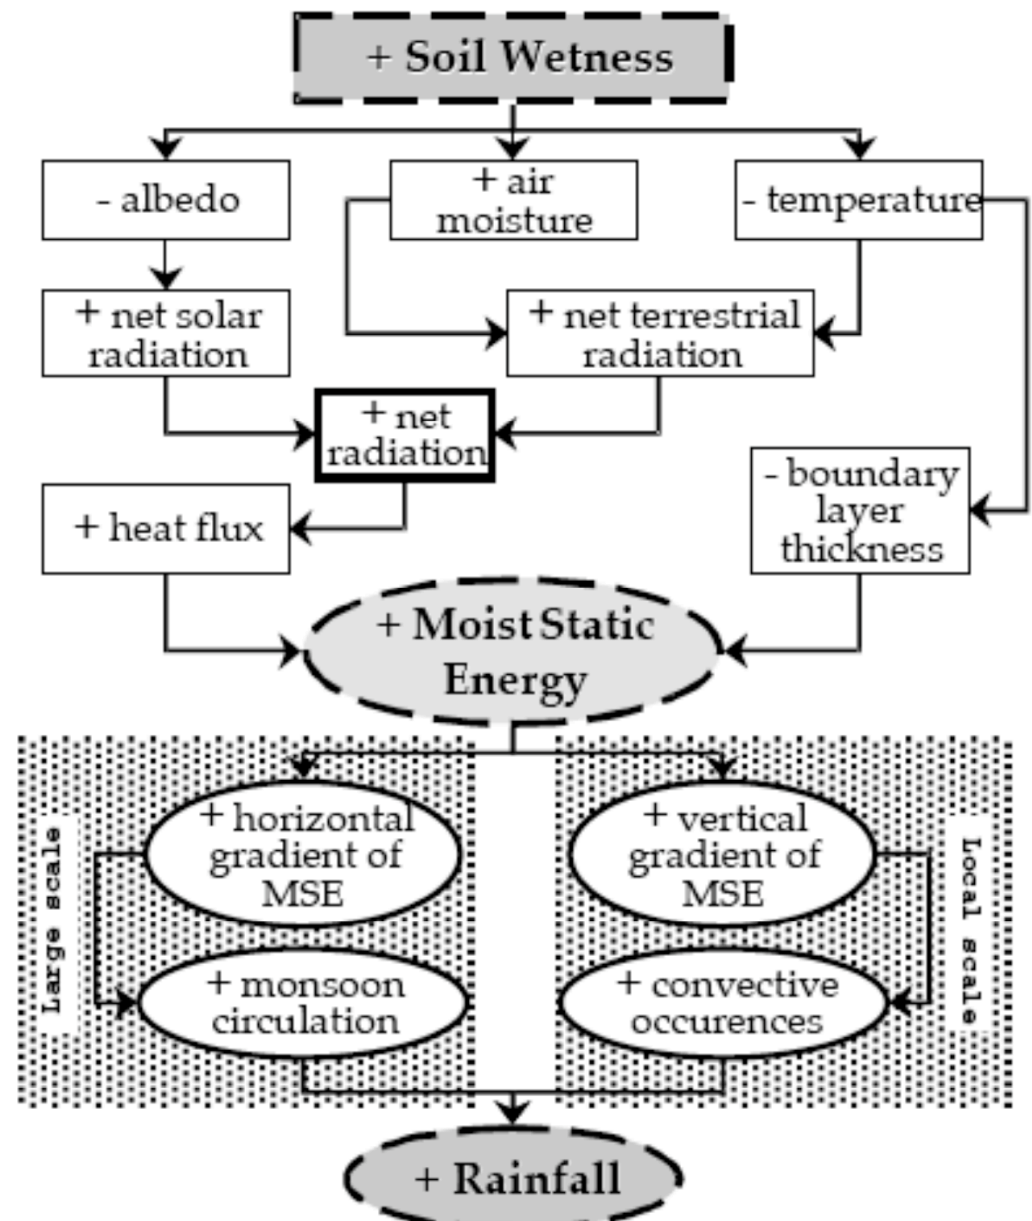 + Soil Wetness
- albedo
+ air
moisture
- temperature
+ net solar
radiation
+ net terrestrial
radiation
+ net
radiation
- boundary
layer
thickness
+ heat flux
+ Moist Static
Energy
+ horizontal
gradient of
MSE
+ vertical
gradient of
MSE
Large scale
Local scale
+ monsoon
circulation
+ convective
occurences
+ Rainfall